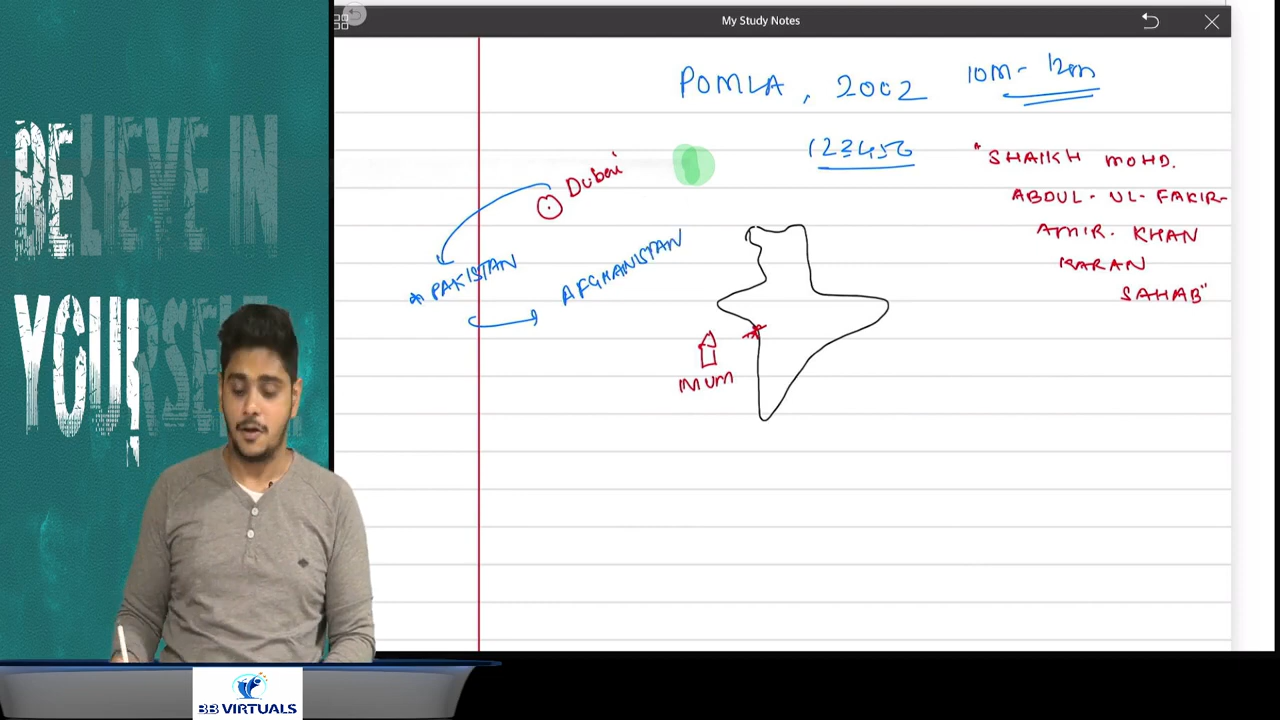 My Study Notes
BELIEVE IN
YOURSELF
POMLA, 2002
10M - 12m
123456
"SHAIKH MOHD.
ABDUL-UL-FAKIR-
AMIR. KHAN
KARAN
SAHAB"
Dubai
PAKISTAN
AFGHANISTAN
MUM
BB VIRTUALS